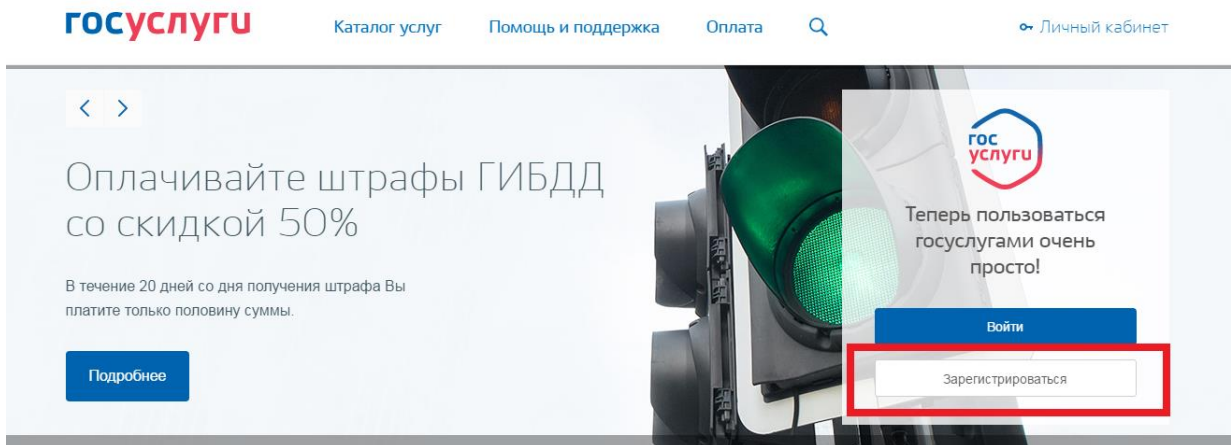 госуслуги
Каталог услуг
Помощь и поддержка
Оплата
Личный кабинет
Оплачивайте штрафы ГИБДД
со скидкой 50%
В течение 20 дней со дня получения штрафа Вы
платите только половину суммы.
Подробнее
гос
услуги
Теперь пользоваться
госуслугами очень
просто!
Войти
Зарегистрироваться